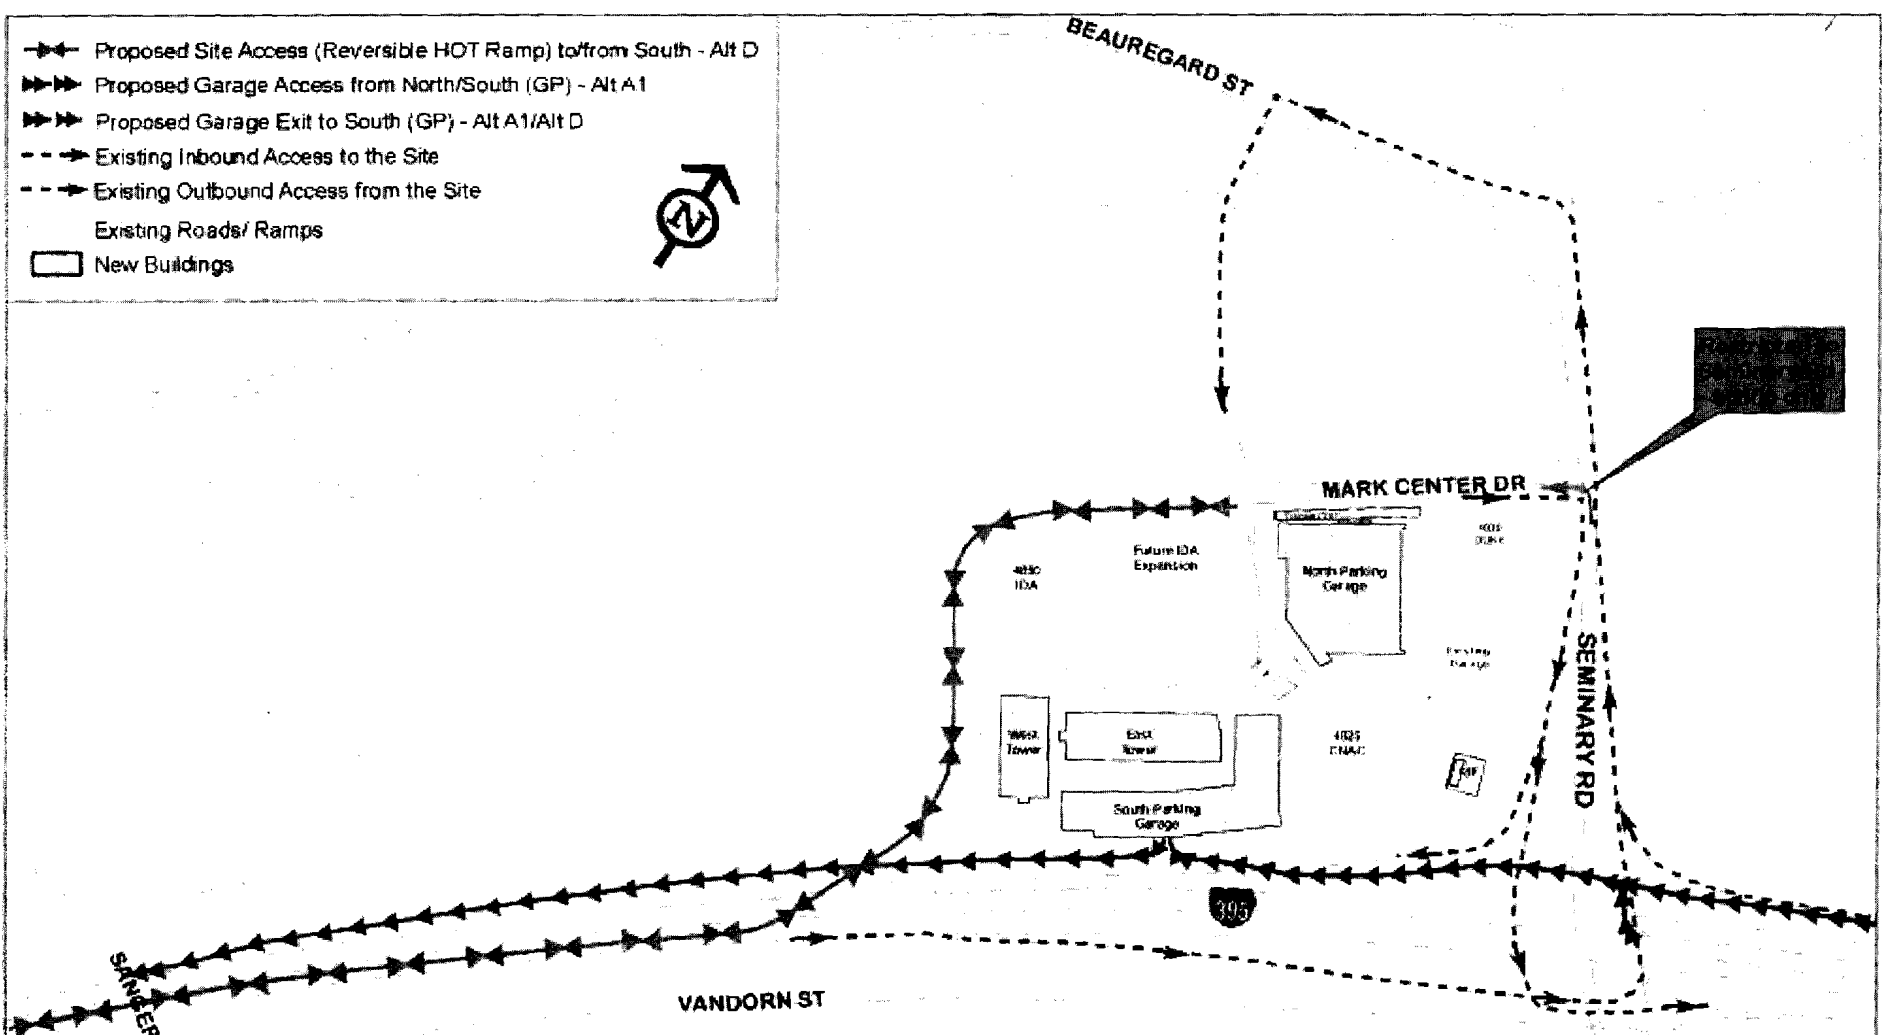 Proposed Site Access (Reversible HOT Ramp) to/from South - Alt D
Proposed Garage Access from North/South (GP) - Alt A1
Proposed Garage Exit to South (GP) - Alt A1/Alt D
Existing Inbound Access to the Site
Existing Outbound Access from the Site
Existing Roads/ Ramps
New Buildings
N
BEAUREGARD ST
MARK CENTER DR
Future IDA
Expansion
IDA
North Parking
Garage
SEMINARY RD
West
Tower
East
Tower
South Parking
Garage
395
SANGER
VANDORN ST